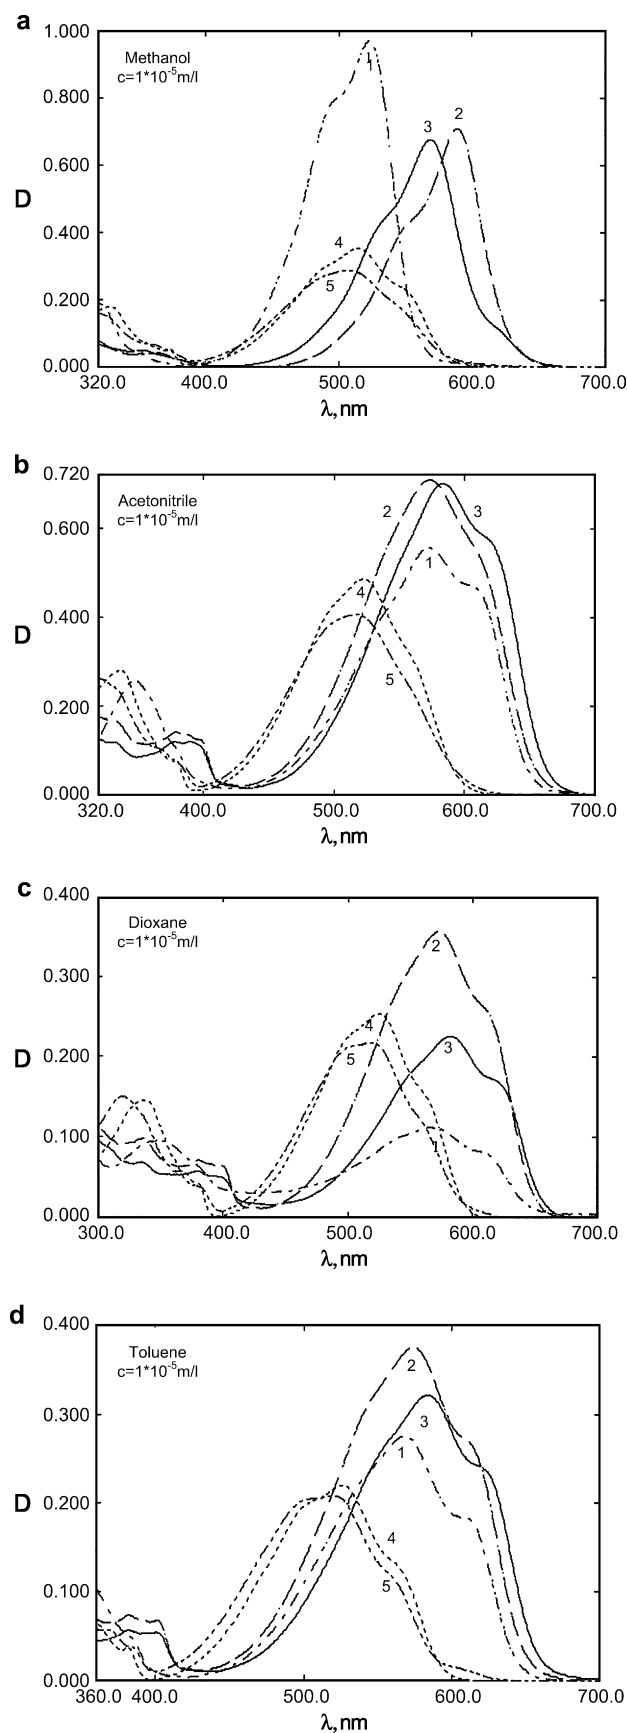 a
1.000
Methanol
c=1*10-5m/l
1
0.800
3
2
0.600
D
0.400
4
0.200
5
0.000
320.0 400.0 500.0 600.0 700.0
λ, nm
b
0.720
Acetonitrile
c=1*10-5m/l
2
3
0.600
1
4
0.400
D
5
0.200
0.000
320.0 400.0 500.0 600.0 700.0
λ, nm
c
0.400
Dioxane
c=1*10-5m/l
2
0.300
4
3
5
0.200
D
0.100
1
0.000
300.0 400.0 500.0 600.0 700.0
λ, nm
d
0.400
Toluene
c=1*10-5m/l
2
0.300
3
1
0.200
D
4
5
0.100
0.000
360.0 400.0 500.0 600.0 700.0
λ, nm